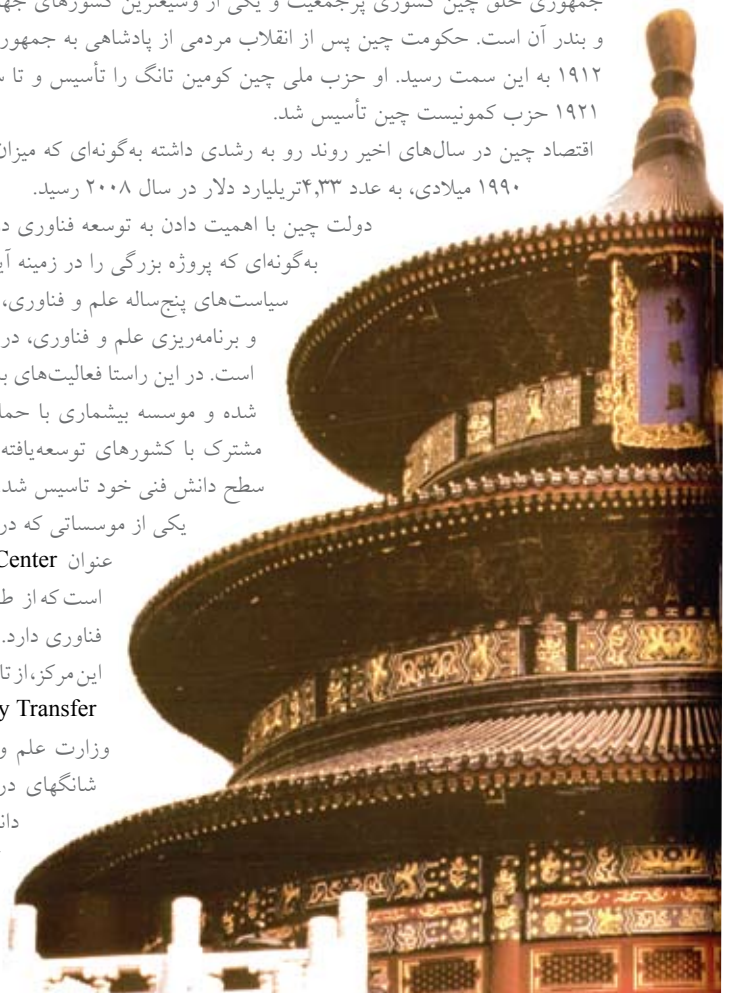 جمهوری خلق چین کشوری پرجمعیت و یکی از وسیعترین کشورهای
و بندر آن است. حکومت چین پس از انقلاب مردمی از پادشاهی به
۱۹۱۲ به این سمت رسید. او حزب ملی چین کومین تانگ را تأسیس و تا
۱۹۲۱ حزب کمونیست چین تأسیس شد.
اقتصاد چین در سال‌های اخیر روند رو به رشدی داشته به‌گونه‌ای که میزان
۱۹۹۰ میلادی، به عدد ۴,۳۳تریلیارد دلار در سال ۲۰۰۸ رسید.
دولت چین با اهمیت دادن به توسعه فناوری
به‌گونه‌ای که پروژه بزرگی را در زمینه
سیاست‌های پنج‌ساله علم و فناوری،
و برنامه‌ریزی علم و فناوری، در
است. در این راستا فعالیت‌های
شده و موسسه بیشماری با
مشترک با کشورهای توسعه‌یافته
سطح دانش فنی خود تاسیس شد
یکی از موسساتی که در
عنوان Center
است که از
فناوری دارد.
این مرکز، از
Transfer
وزارت علم و
شانگهای در